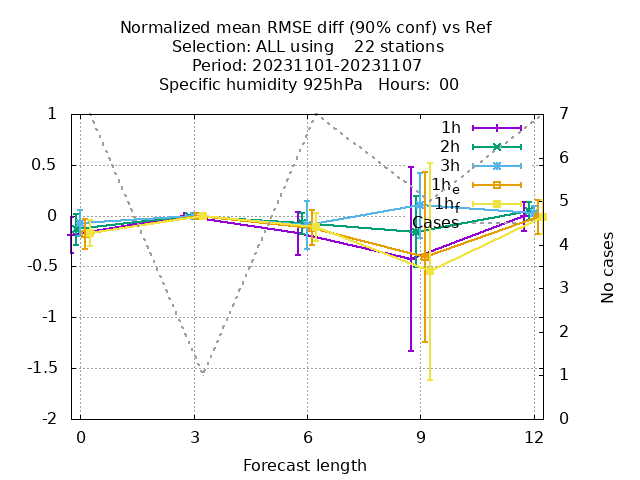 Normalized mean RMSE diff (90% conf) vs Ref
Selection: ALL using    22 stations
Period: 20231101-20231107
Specific humidity 925hPa   Hours:  00
1
0.5
0
-0.5
-1
-1.5
-2
7
6
5
4
3
2
1
0
1h
2h
3h
1h_e
1h_f
Cases
No cases
0 3 6 9 12
Forecast length